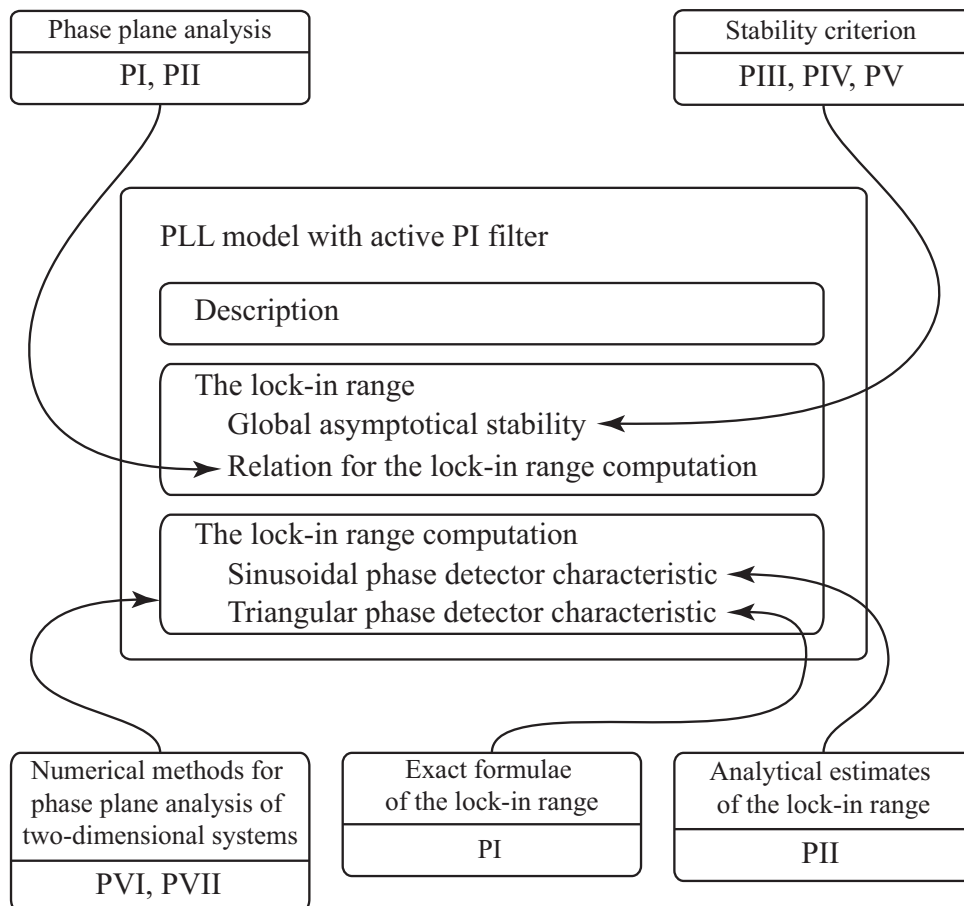 Phase plane analysis
PI, PII
Stability criterion
PIII, PIV, PV
PLL model with active PI filter
Description
The lock-in range
Global asymptotical stability
Relation for the lock-in range computation
The lock-in range computation
Sinusoidal phase detector characteristic
Triangular phase detector characteristic
Numerical methods for
phase plane analysis of
two-dimensional systems
PVI, PVII
Exact formulae
of the lock-in range
PI
Analytical estimates
of the lock-in range
PII